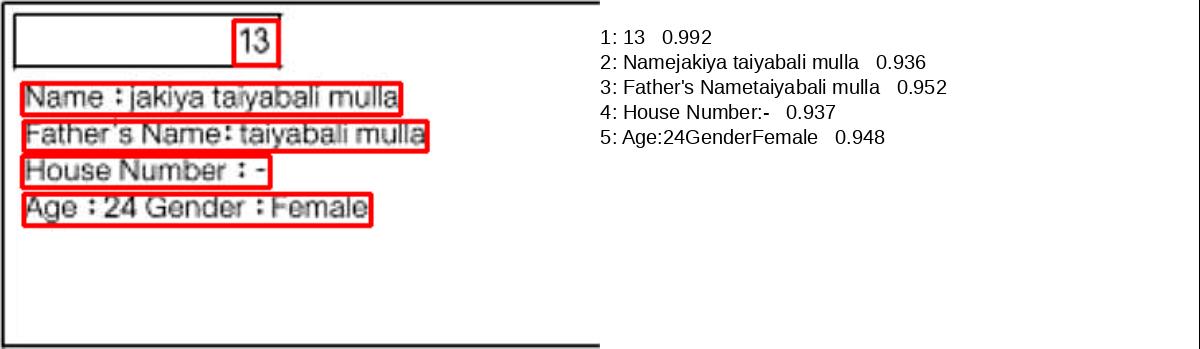 13
Name : jakiya taiyabali mulla
Father's Name: taiyabali mulla
House Number : -
Age : 24 Gender : Female
1: 13 0.992
2: Namejakiya taiyabali mulla 0.936
3: Father's Nametaiyabali mulla 0.952
4: House Number:- 0.937
5: Age:24GenderFemale 0.948